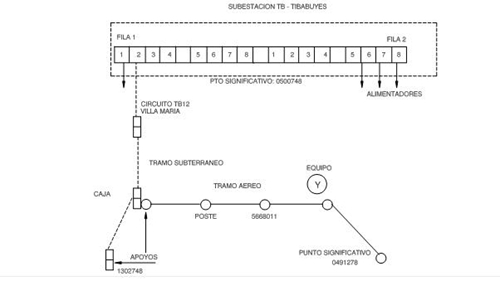 SUBESTACION TB - TIBABUYES
FILA 1
FILA 2
1 2 3 4 5 6 7 8 1 2 3 4 5 6 7 8
PTO SIGNIFICATIVO: 0500748
ALIMENTADORES
CIRCUITO TB12
VILLA MARIA
TRAMO SUBTERRANEO
EQUIPO
TRAMO AEREO
Y
CAJA
POSTE
5668011
APOYOS
PUNTO SIGNIFICATIVO
0491278
1302748